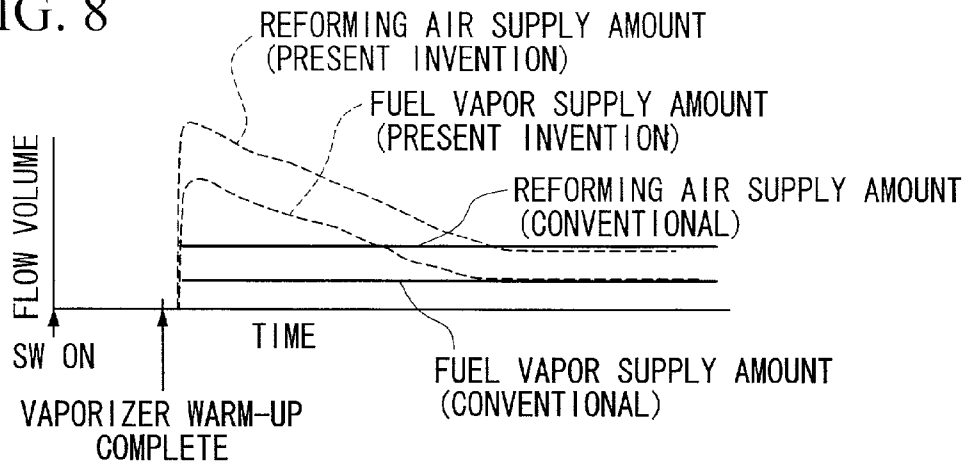 IG. 8
REFORMING AIR SUPPLY AMOUNT
(PRESENT INVENTION)
FUEL VAPOR SUPPLY AMOUNT
(PRESENT INVENTION)
REFORMING AIR SUPPLY AMOUNT
(CONVENTIONAL)
FLOW VOLUME
TIME
SW ON
FUEL VAPOR SUPPLY AMOUNT
(CONVENTIONAL)
VAPORIZER WARM-UP
COMPLETE